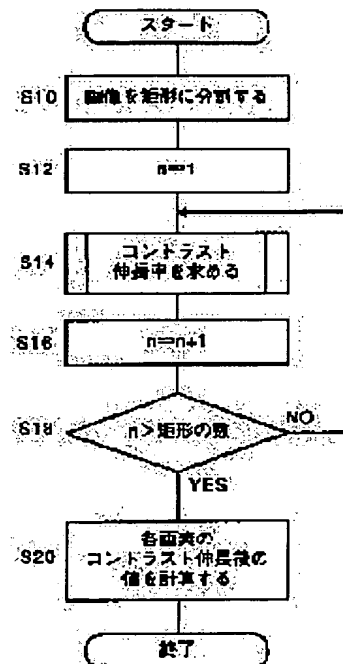 スタート
S10
画像を矩形に分割する
S12
n=1
S14
コントラスト
伸長率を求める
S16
n=n+1
S18
n>矩形の数
NO
YES
S20
各画素の
コントラスト伸長後の
値を計算する
終了